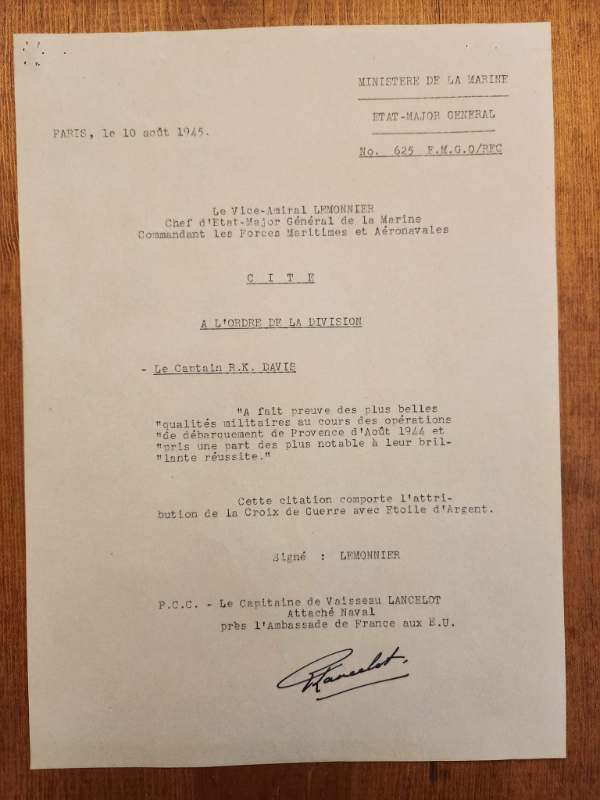 MINISTERE DE LA MARINE
ETAT-MAJOR GENERAL
PARIS, le 10 août 1945.
No. 625 E.M.G.O/REC
Le Vice-Amiral LEMONNIER
Chef d'Etat-Major Général de la Marine
Commandant les Forces Maritimes et Aéronavales
C I T E
A L'ORDRE DE LA DIVISION
- Le Captain R.K. DAVIS
"A fait preuve des plus belles
"qualités militaires au cours des opérations
"de débarquement de Provence d'Août 1944 et
"pris une part des plus notable à leur bril-
"lante réussite."
Cette citation comporte l'attri-
bution de la Croix de Guerre avec Etoile d'Argent.
Signé : LEMONNIER
P.C.C. - Le Capitaine de Vaisseau LANCELOT
Attaché Naval
près l'Ambassade de France aux E.U.
Lancelot.